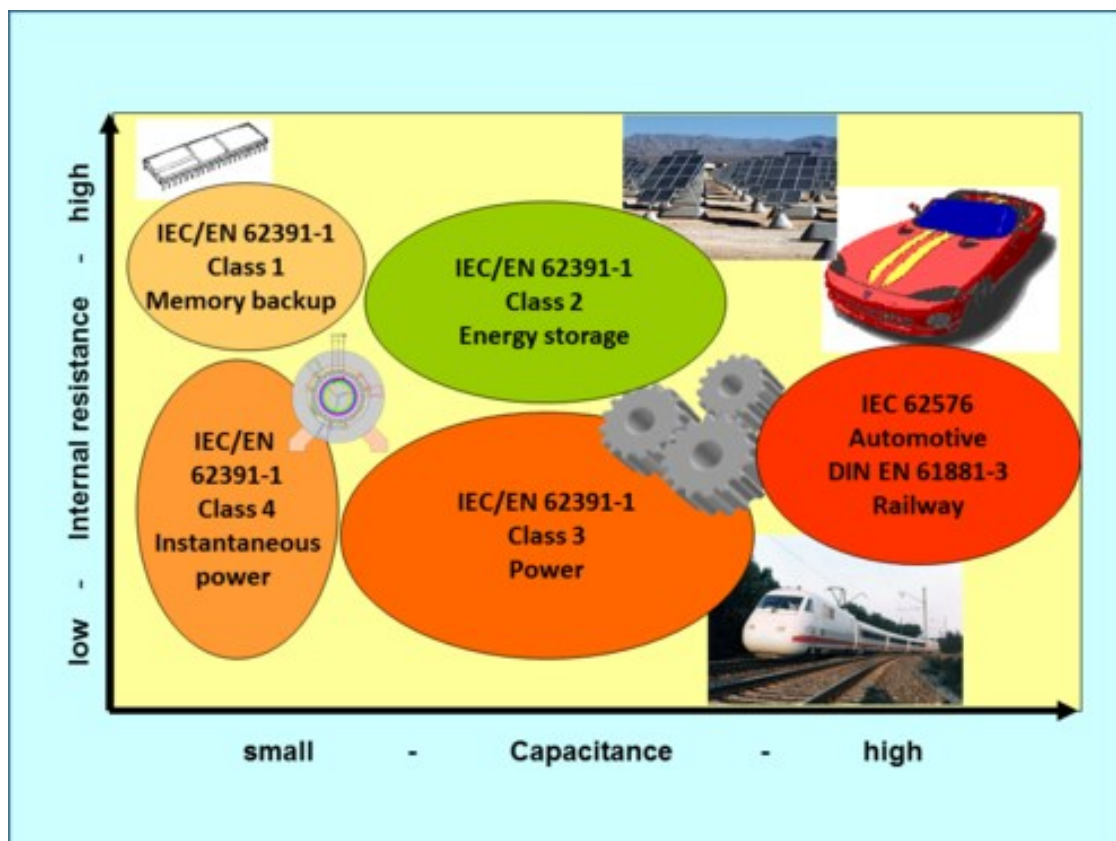 IEC/EN 62391-1
Class 1
Memory backup
IEC/EN 62391-1
Class 2
Energy storage
IEC 62576
Automotive
DIN EN 61881-3
Railway
IEC/EN
62391-1
Class 4
Instantaneous
power
IEC/EN 62391-1
Class 3
Power
low - Internal resistance - high
small - Capacitance - high